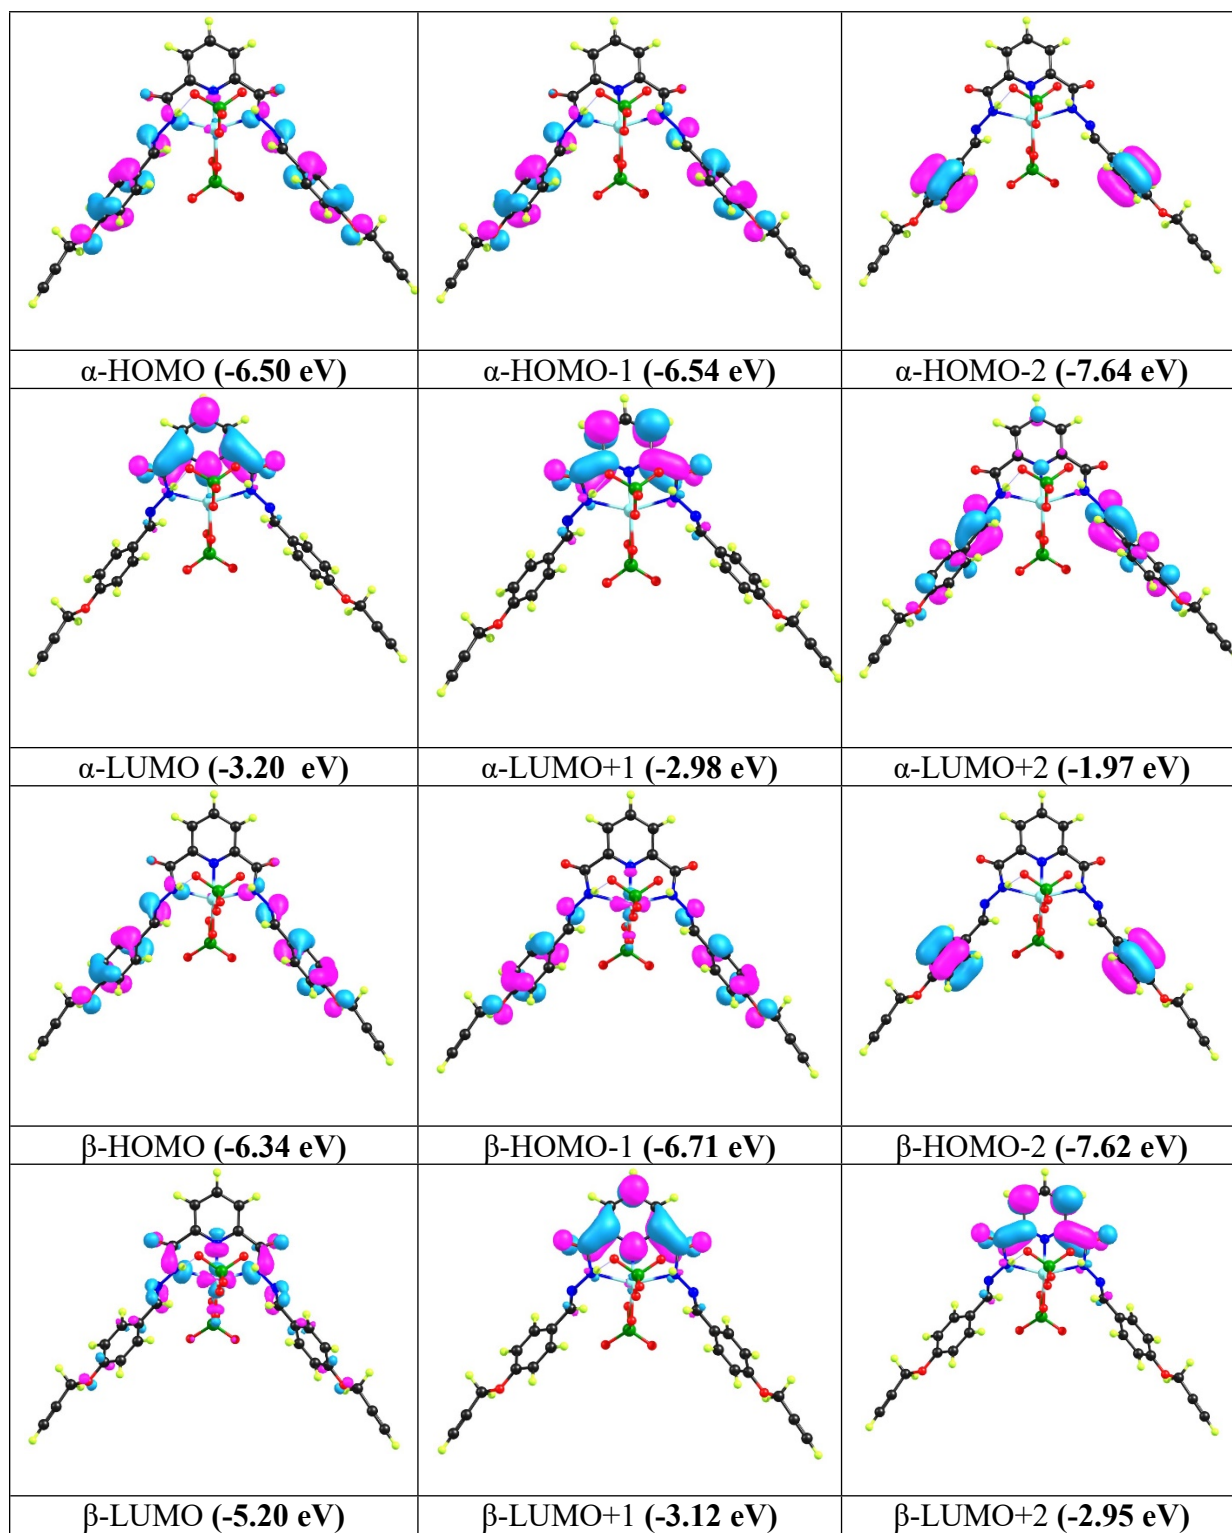 α-HOMO (-6.50 eV) α-HOMO-1 (-6.54 eV) α-HOMO-2 (-7.64 eV)
α-LUMO (-3.20 eV) α-LUMO+1 (-2.98 eV) α-LUMO+2 (-1.97 eV)
β-HOMO (-6.34 eV) β-HOMO-1 (-6.71 eV) β-HOMO-2 (-7.62 eV)
β-LUMO (-5.20 eV) β-LUMO+1 (-3.12 eV) β-LUMO+2 (-2.95 eV)